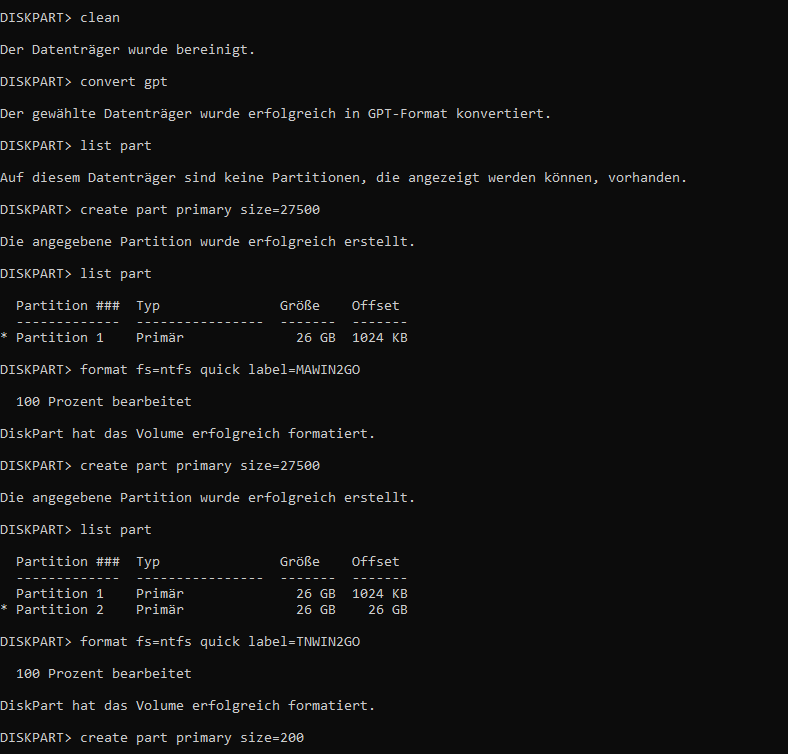 DISKPART> clean
Der Datenträger wurde bereinigt.
DISKPART> convert gpt
Der gewählte Datenträger wurde erfolgreich in GPT-Format konvertiert.
DISKPART> list part
Auf diesem Datenträger sind keine Partitionen, die angezeigt werden können, vorhanden.
DISKPART> create part primary size=27500
Die angegebene Partition wurde erfolgreich erstellt.
DISKPART> list part
  Partition ###  Typ               Größe    Offset
  -------------  ----------------  -------  -------
* Partition 1    Primär              26 GB  1024 KB
DISKPART> format fs=ntfs quick label=MAWIN2GO
  100 Prozent bearbeitet
DiskPart hat das Volume erfolgreich formatiert.
DISKPART> create part primary size=27500
Die angegebene Partition wurde erfolgreich erstellt.
DISKPART> list part
  Partition ###  Typ               Größe    Offset
  -------------  ----------------  -------  -------
  Partition 1    Primär              26 GB  1024 KB
* Partition 2    Primär              26 GB    26 GB
DISKPART> format fs=ntfs quick label=TNWIN2GO
  100 Prozent bearbeitet
DiskPart hat das Volume erfolgreich formatiert.
DISKPART> create part primary size=200